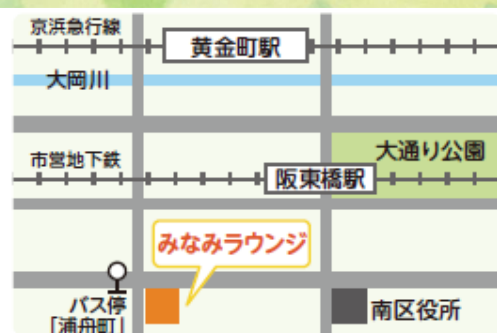 京浜急行線
黄金町駅
大岡川
大通り公園
市営地下鉄
阪東橋駅
みなみラウンジ
バス停
「浦舟町」
南区役所